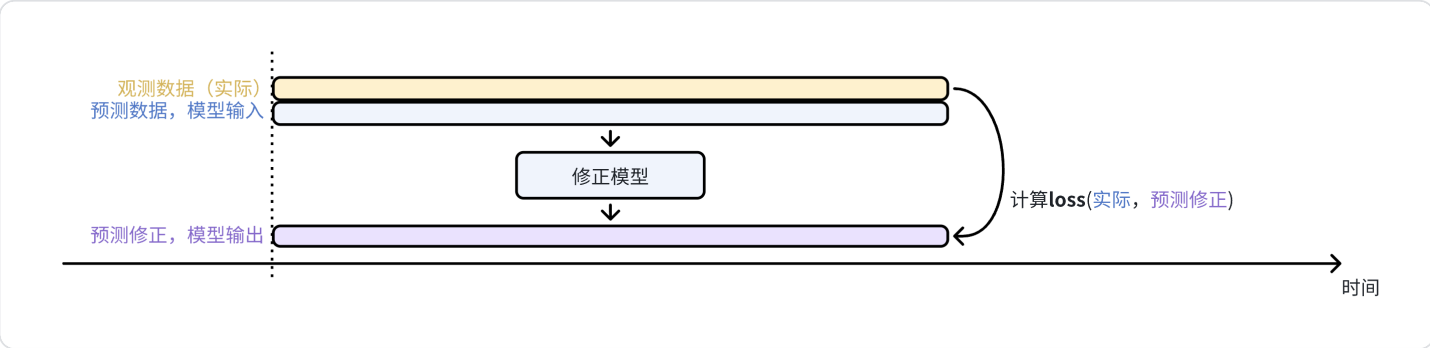 观测数据（实际）
预测数据，模型输入
修正模型
计算loss(实际，预测修正)
预测修正，模型输出
时间